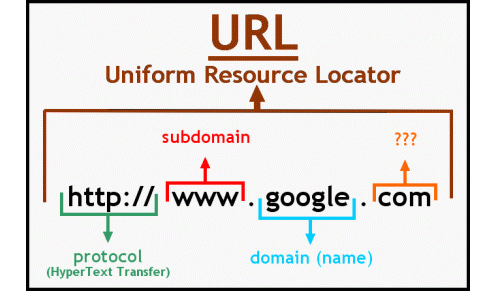 URL
Uniform Resource Locator
subdomain
???
http:// www . google . com
protocol
(HyperText Transfer)
domain (name)